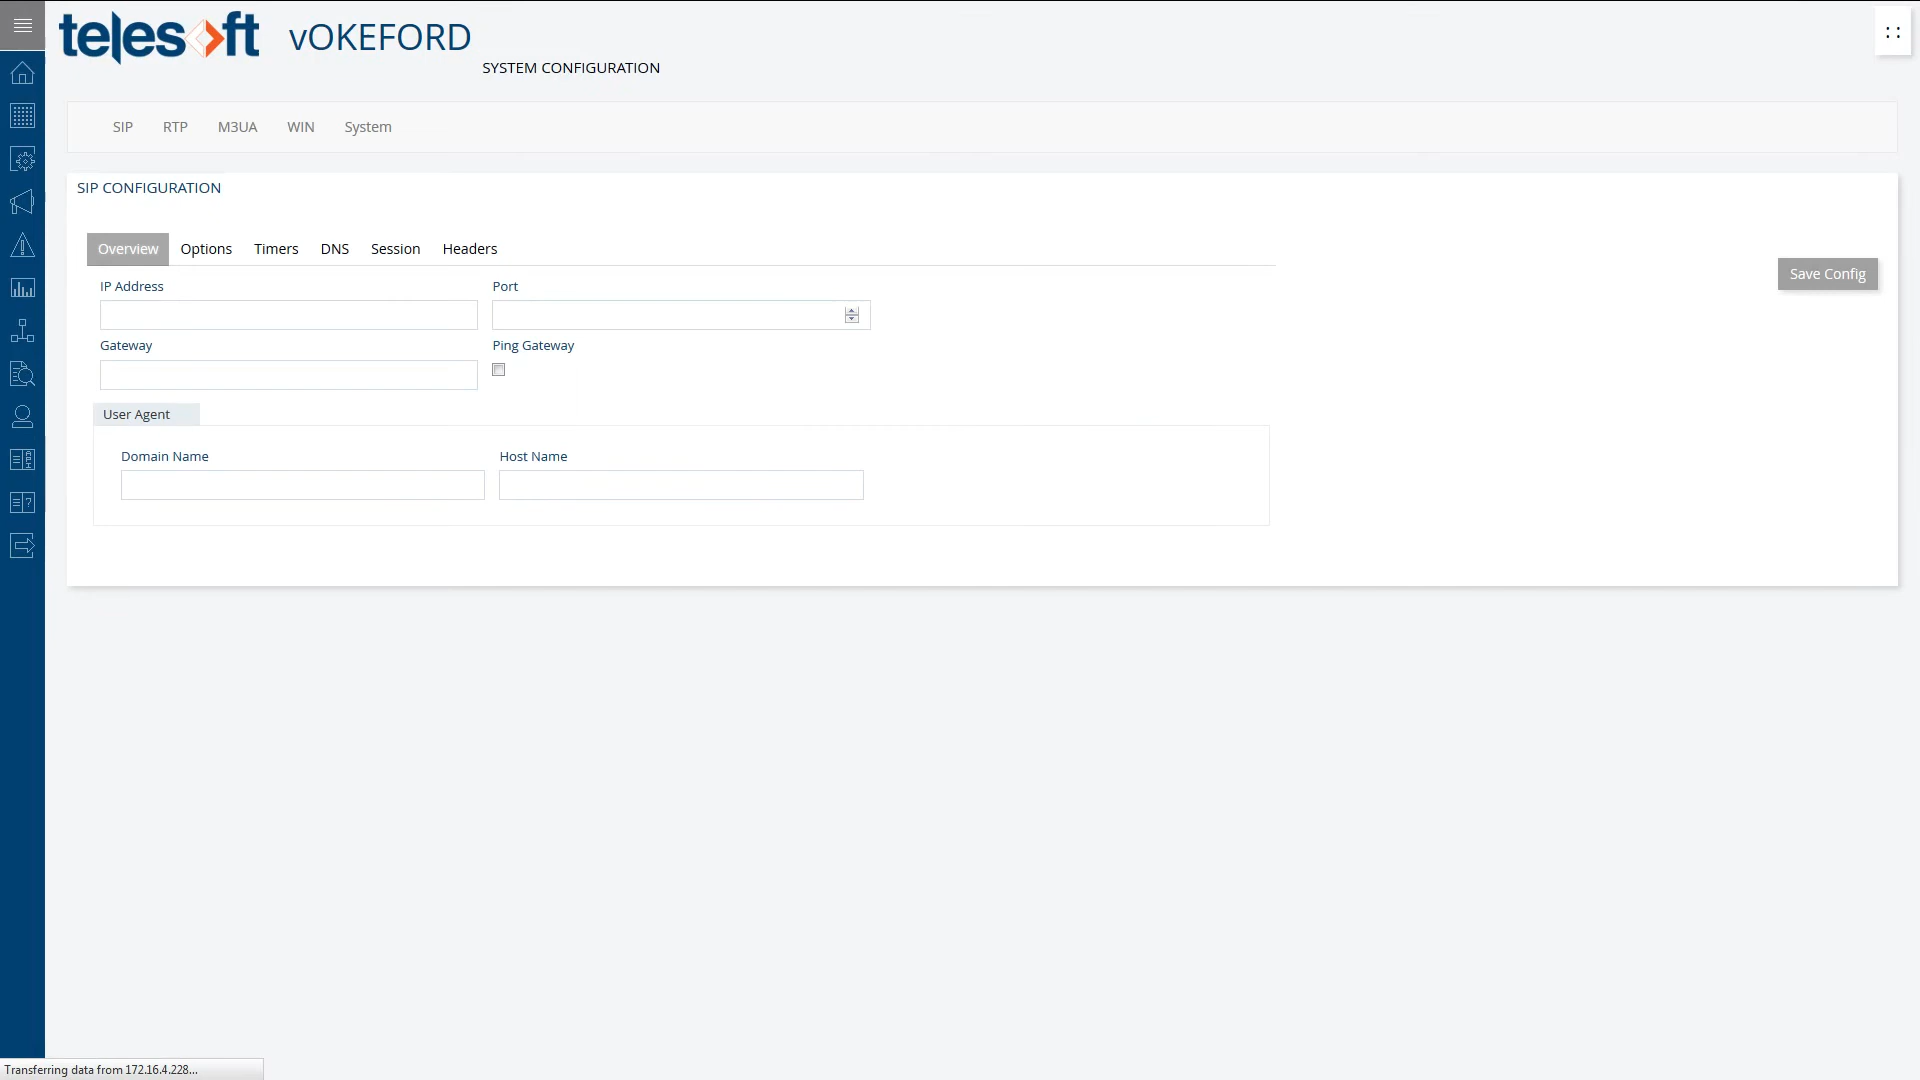 telesoft
vOKEFORD
SYSTEM CONFIGURATION
SIP RTP M3UA WIN System
SIP CONFIGURATION
Overview Options Timers DNS Session Headers
Save Config
IP Address Port
Gateway Ping Gateway
User Agent
Domain Name Host Name
Transferring data from 172.16.4.228...